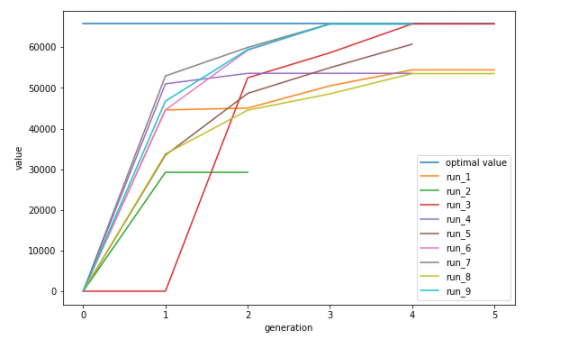 60000
50000
40000
30000
20000
10000
0
value
0 1 2 3 4 5
generation
optimal value
run_1
run_2
run_3
run_4
run_5
run_6
run_7
run_8
run_9